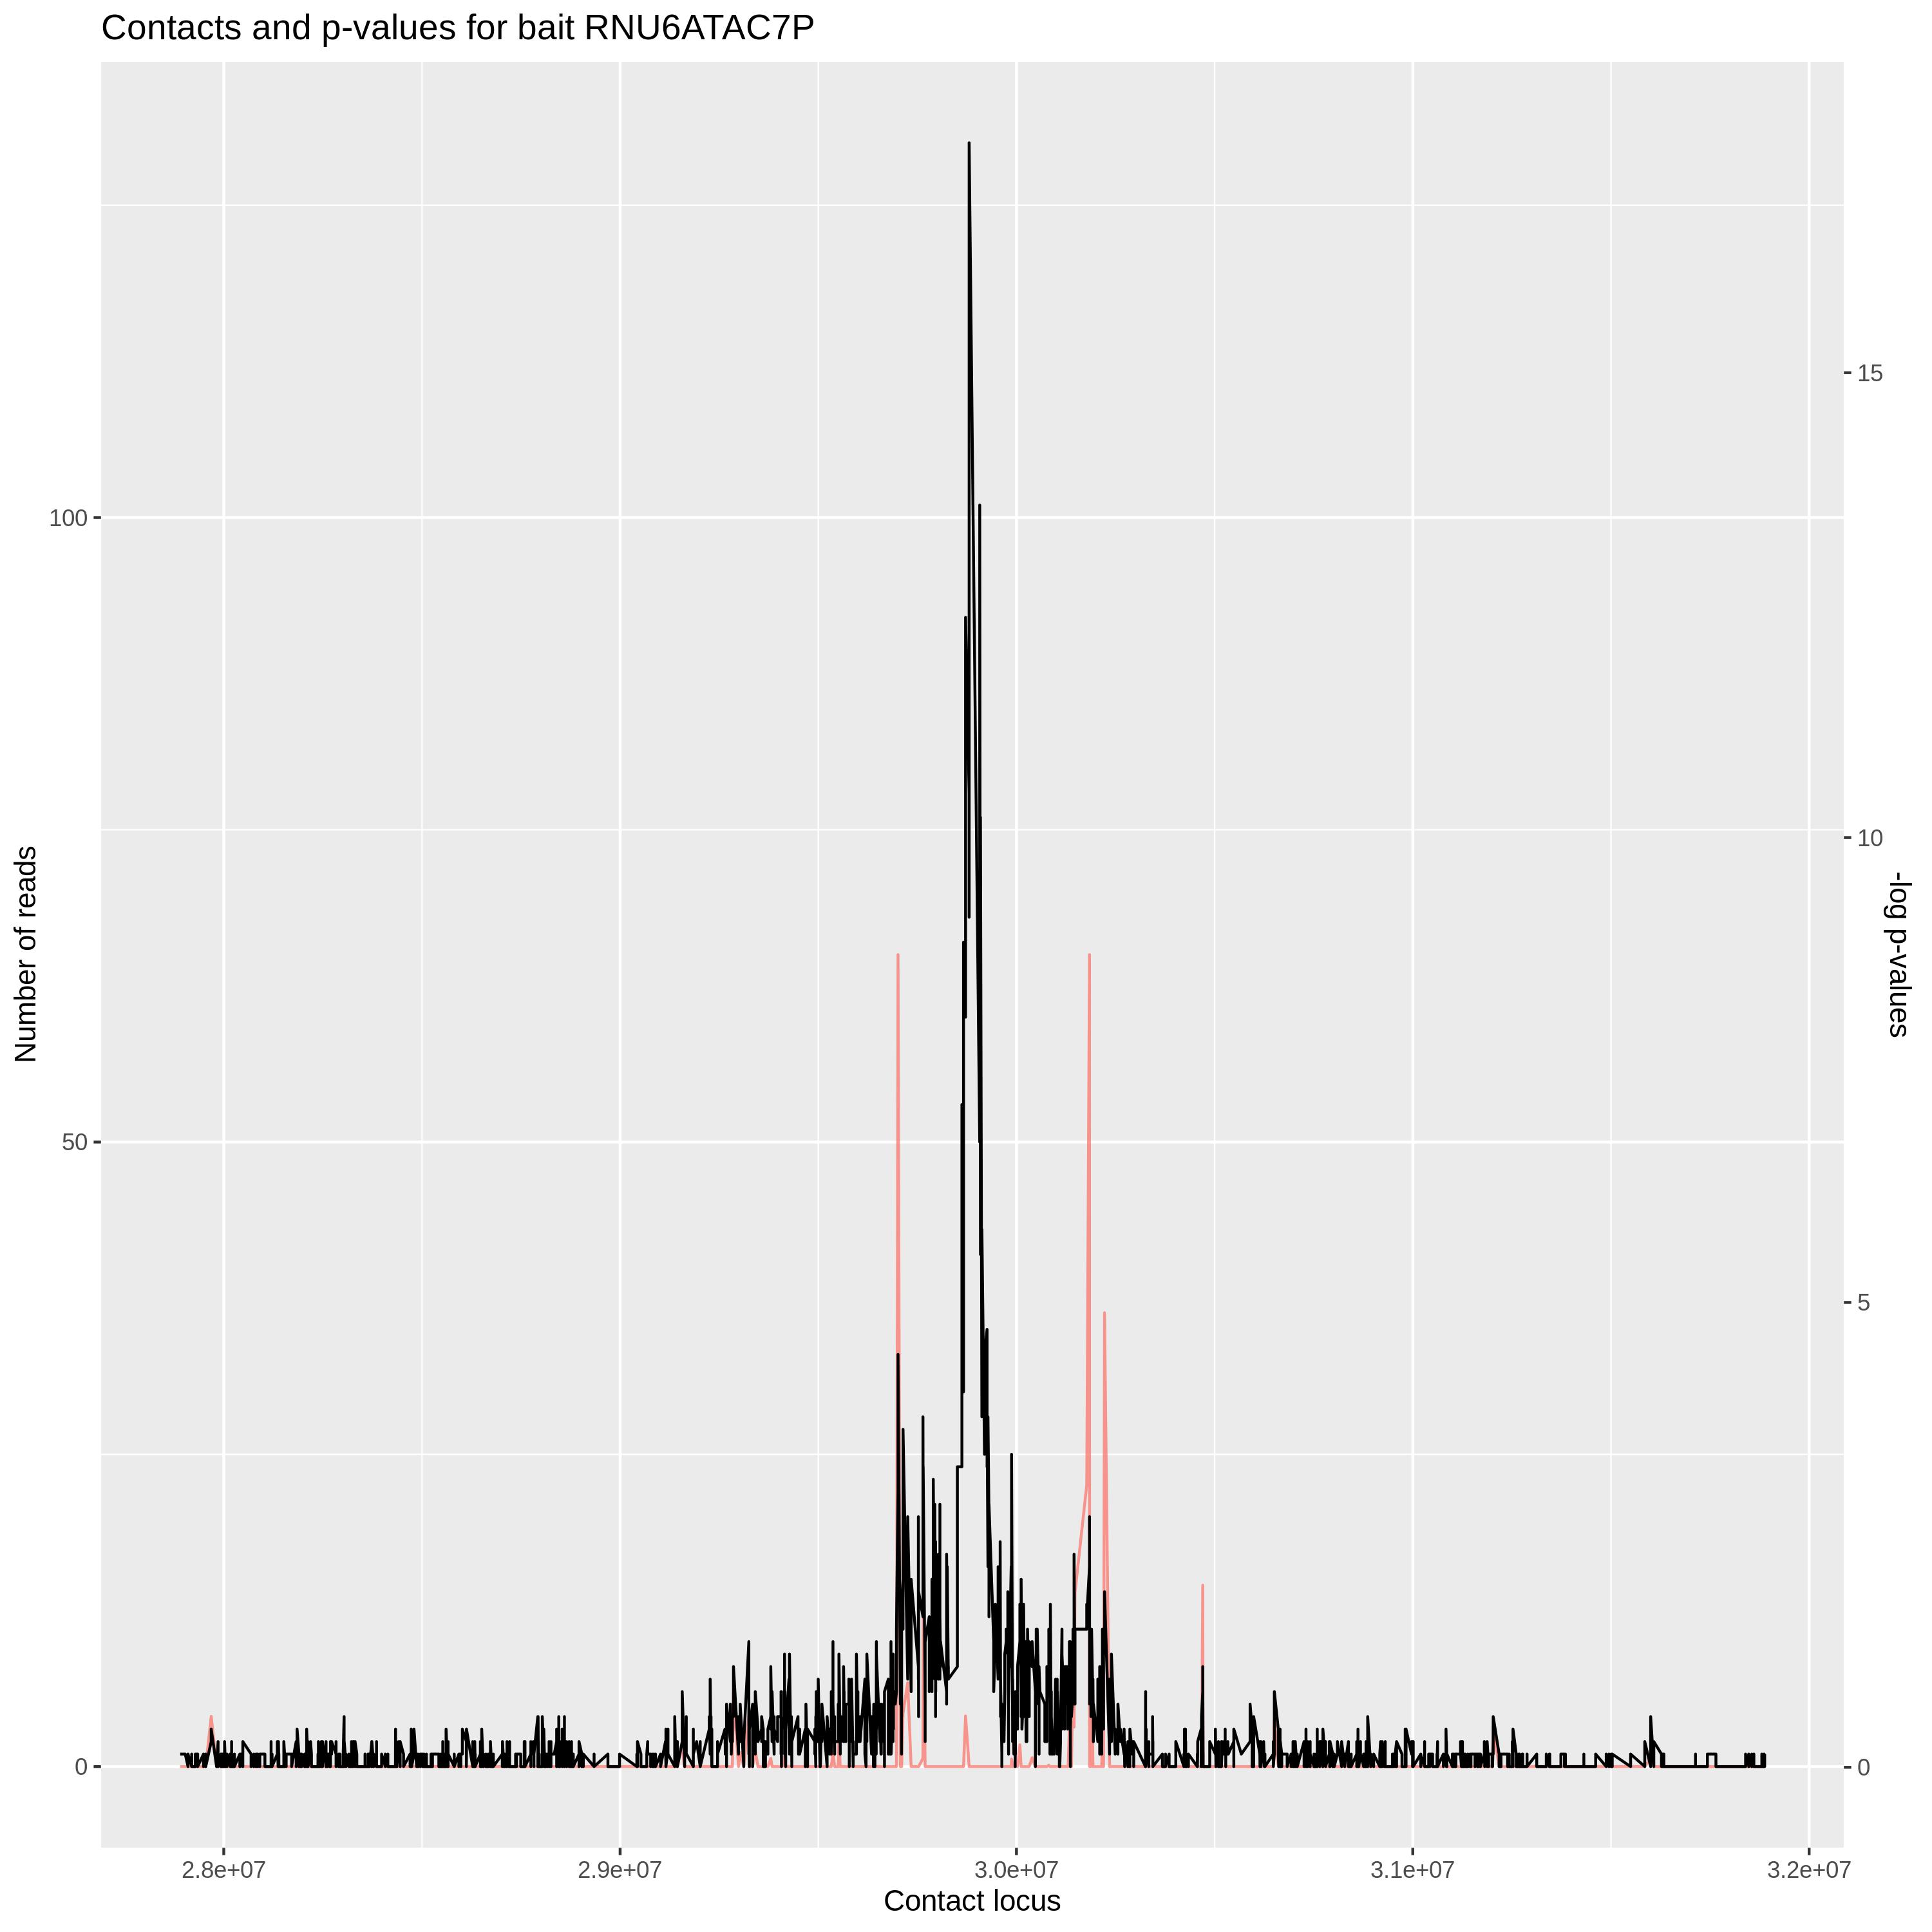 Contacts and p-values for bait RNU6ATAC7P
Number of reads
100
50
0
15
10
5
0
-log p-values
2.8e+07 2.9e+07 3.0e+07 3.1e+07 3.2e+07
Contact locus